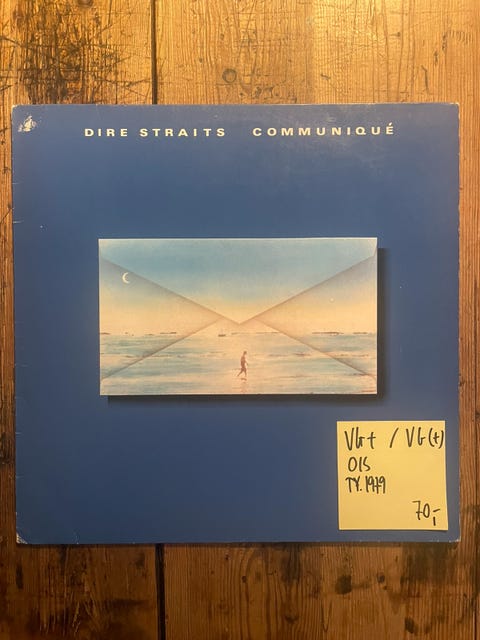 DIRE STRAITS COMMUNIQUÉ
VG+ / VG(+)
OIS
TY. 1979
70,-